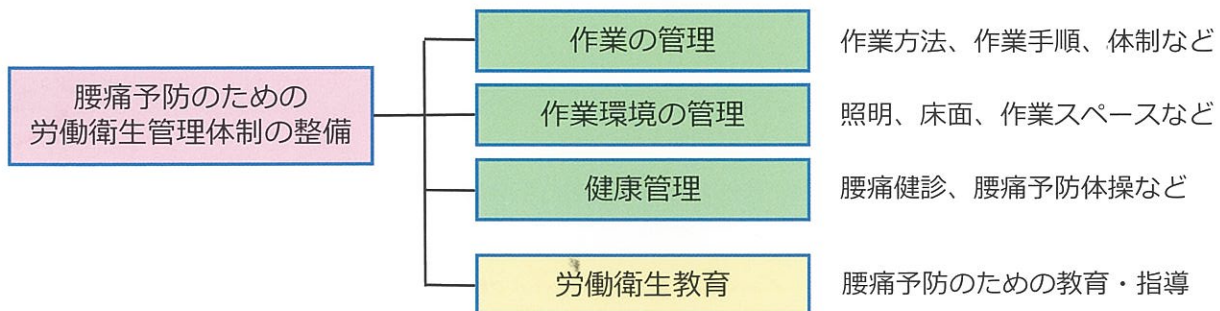 腰痛予防のための
労働衛生管理体制の整備
作業の管理
作業方法、作業手順、体制など
作業環境の管理
照明、床面、作業スペースなど
健康管理
腰痛健診、腰痛予防体操など
労働衛生教育
腰痛予防のための教育・指導